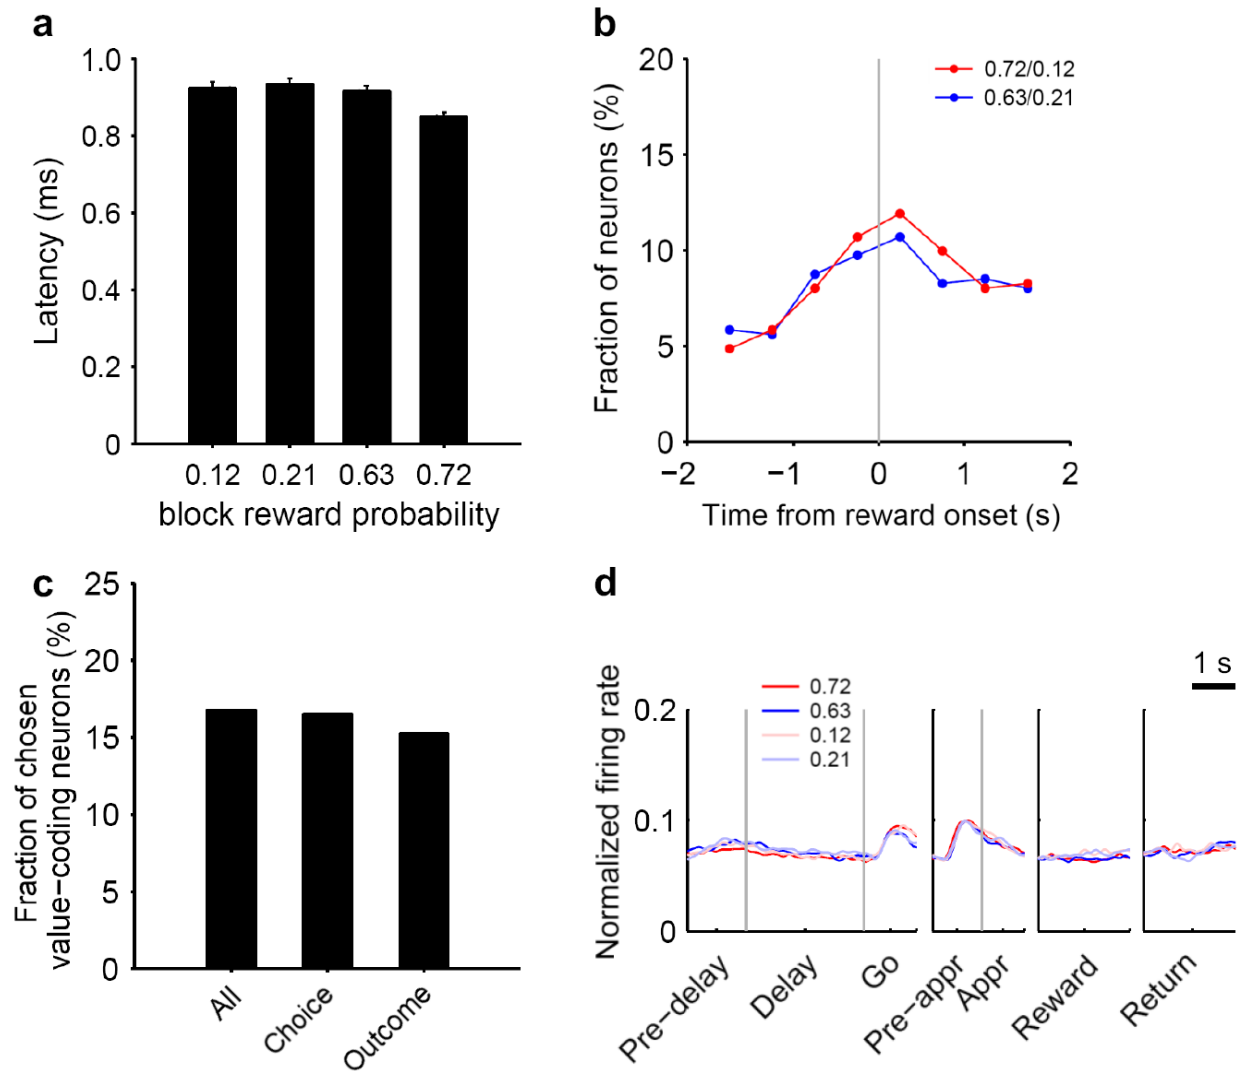 a
1.0
0.8
0.6
0.4
0.2
0
Latency (ms)
0.12 0.21 0.63 0.72
block reward probability
b
20
15
10
5
0
Fraction of neurons (%)
0.72/0.12
0.63/0.21
−2 −1 0 1 2
Time from reward onset (s)
c
25
20
15
10
5
0
Fraction of chosen
value−coding neurons (%)
All
Choice
Outcome
d
1 s
0.2
0.1
0
Normalized firing rate
0.72
0.63
0.12
0.21
Pre−delay
Delay
Go
Pre−appr
Appr
Reward
Return